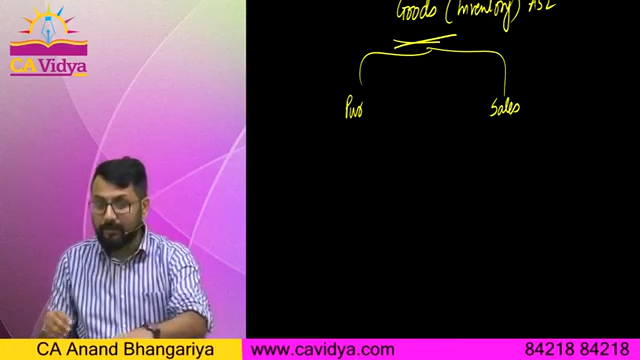 Goods (Inventory) AS2
Pur
Sales
CA Vidya
CA Anand Bhangariya
www.cavidya.com
84218 84218